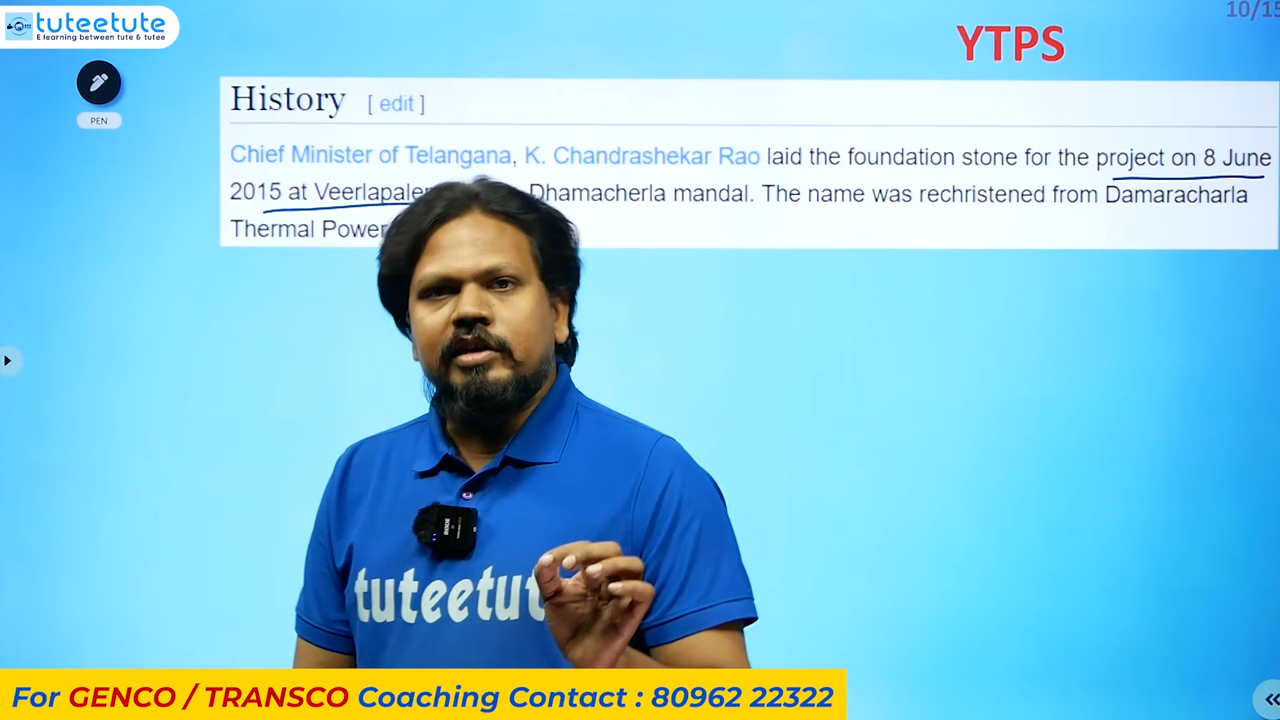 tuteetute
E learning between tute & tutee
10/15
YTPS
PEN
History [ edit ]
Chief Minister of Telangana, K. Chandrashekar Rao laid the foundation stone for the project on 8 June
2015 at Dhamacherla mandal. The name was rechristened from Damaracharla
Thermal Power
For GENCO / TRANSCO Coaching Contact : 80962 22322